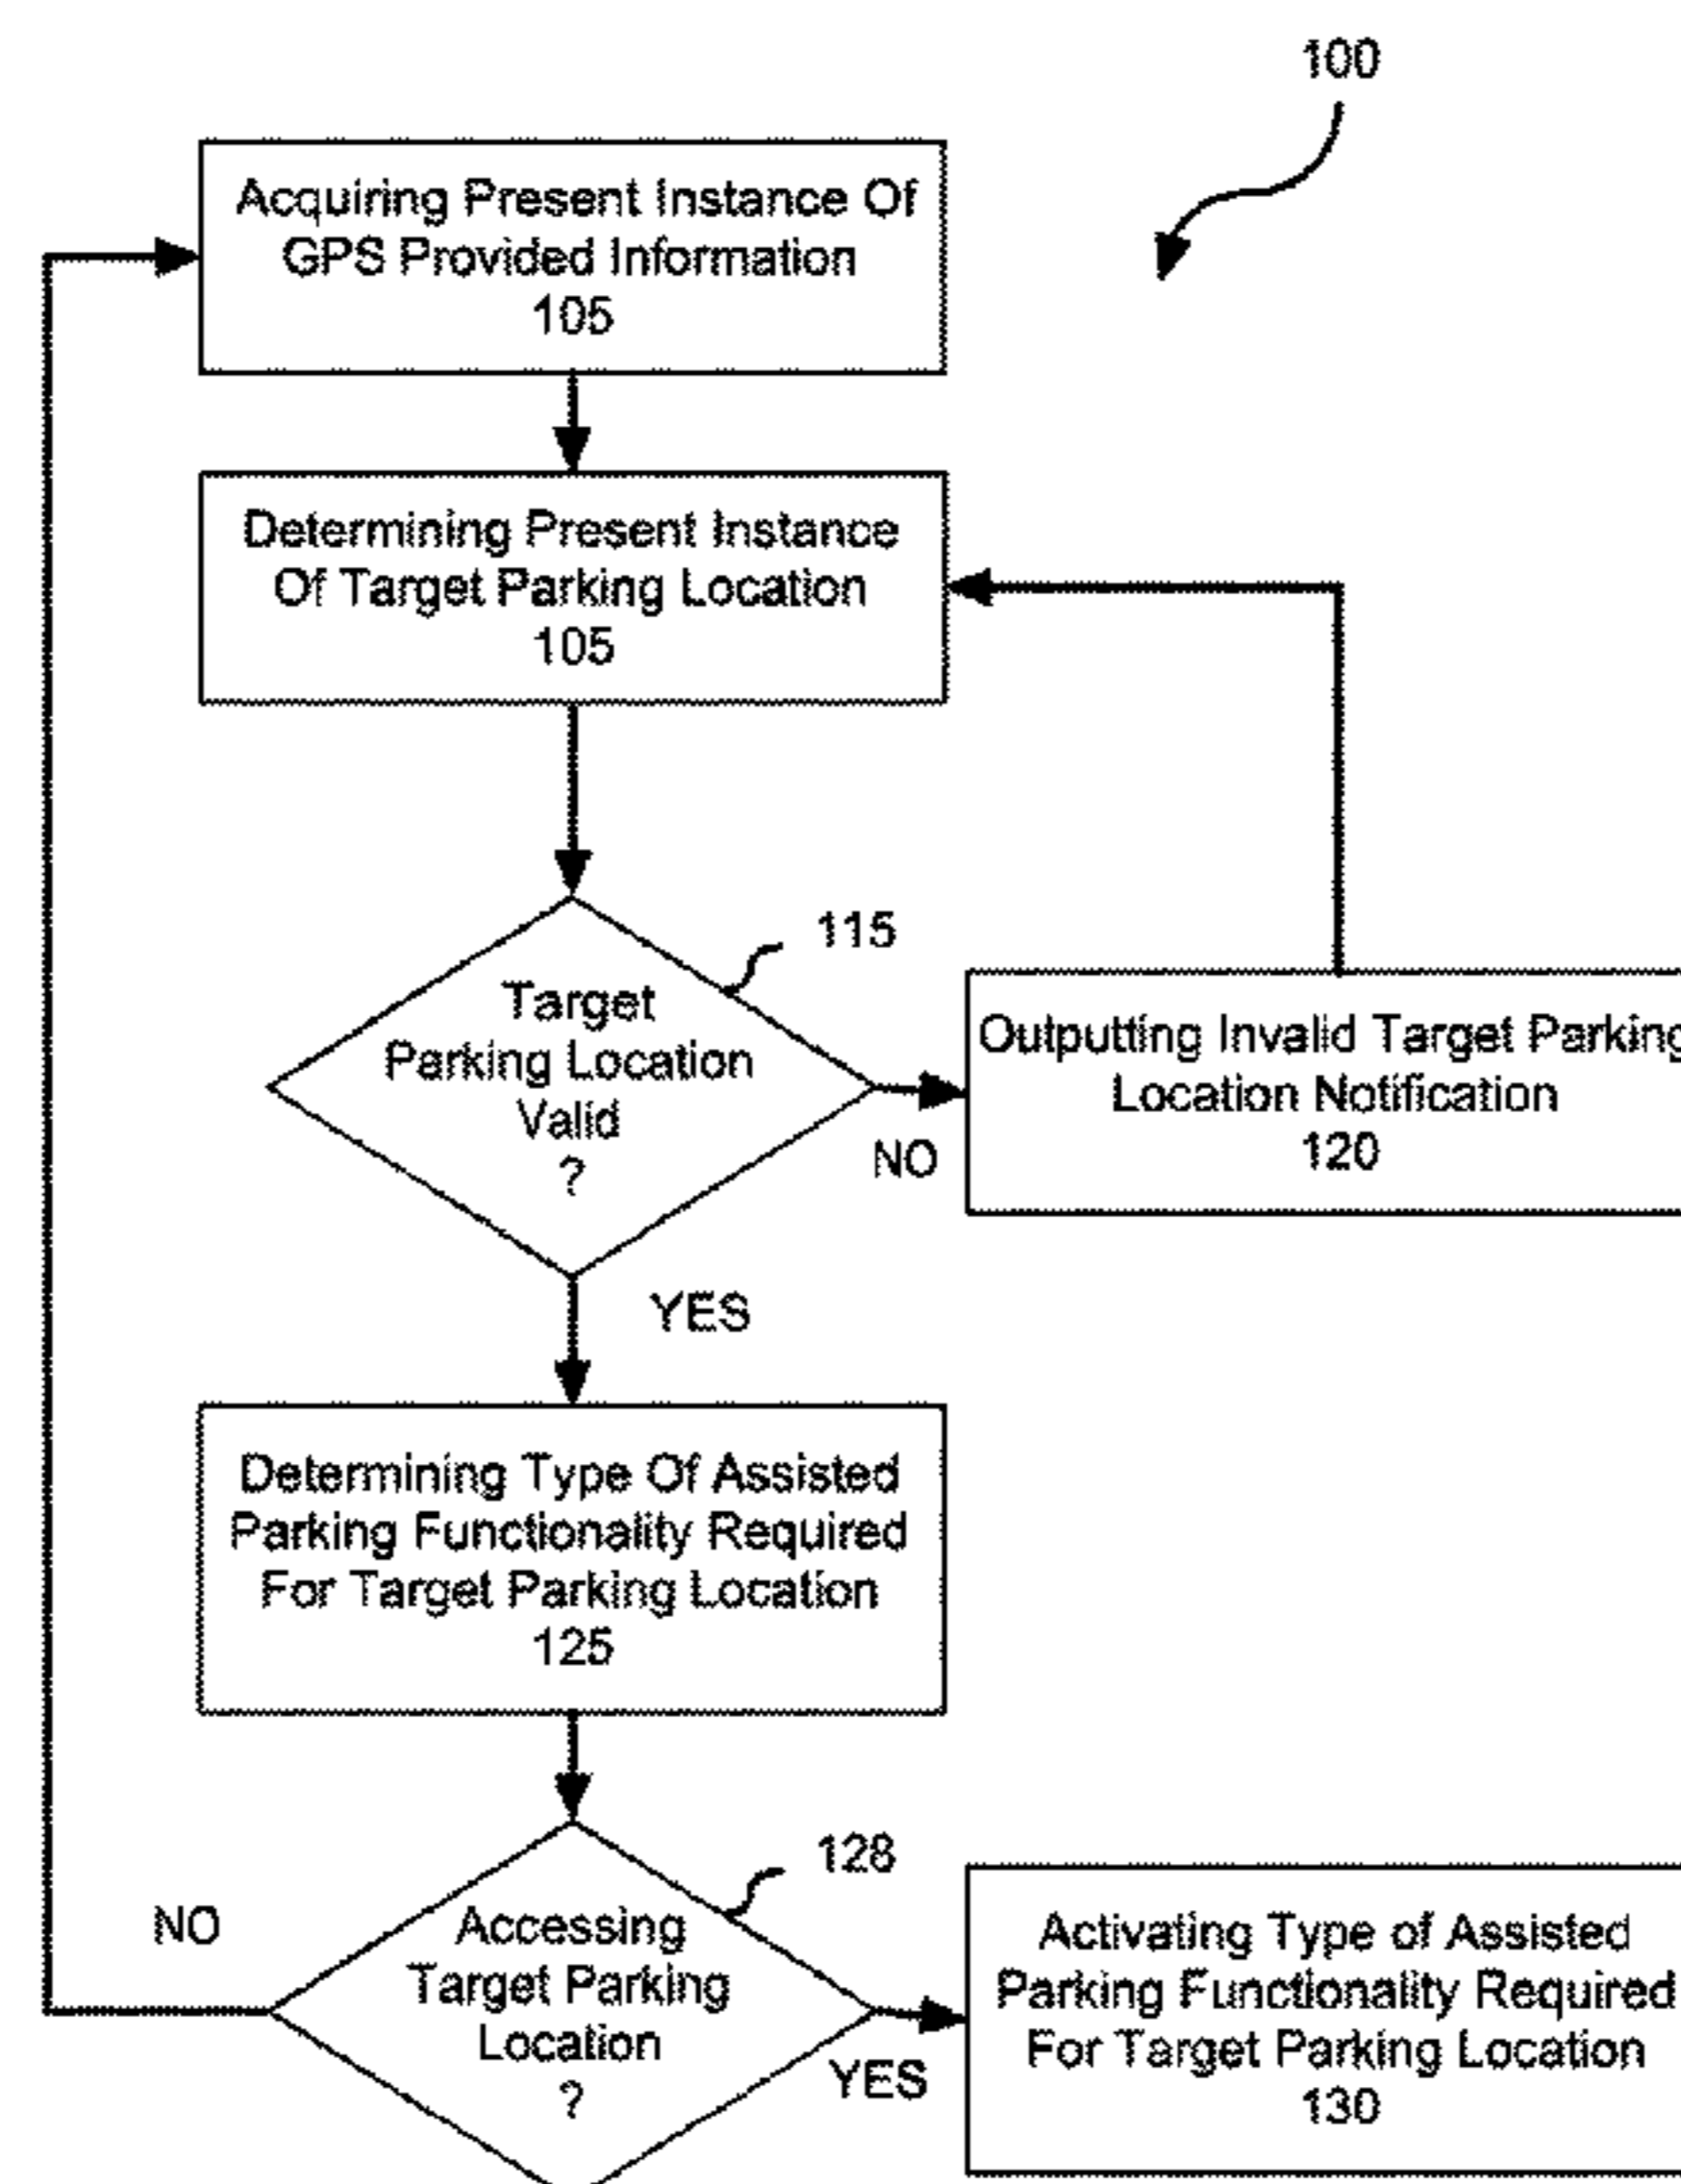 100
Acquiring Present Instance Of
GPS Provided Information
105
Determining Present Instance
Of Target Parking Location
105
115
Target
Parking Location
Valid
?
NO
Outputting Invalid Target Parking
Location Notification
120
YES
Determining Type Of Assisted
Parking Functionality Required
For Target Parking Location
125
128
NO
Accessing
Target Parking
Location
?
YES
Activating Type of Assisted
Parking Functionality Required
For Target Parking Location
130